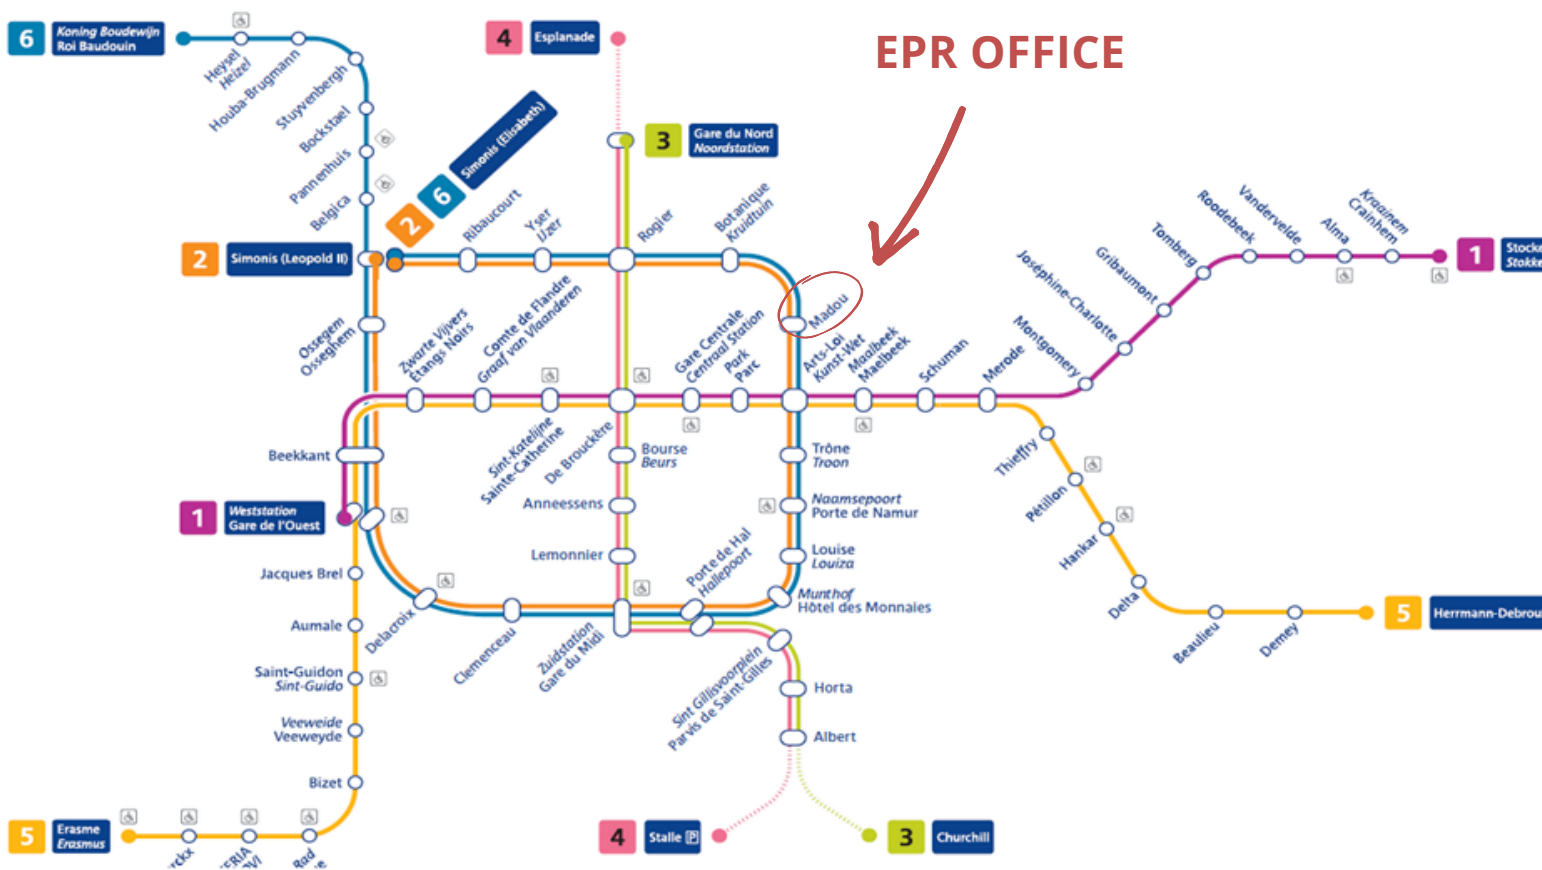 6
Koning Boudewijn
Roi Baudouin
Heysel
Heizel
Houba-Brugmann
Stuyvenbergh
Bockstael
Pannenhuis
Belgica
4
Esplanade
EPR OFFICE
3
Gare du Nord
Noordstation
2
6
Simonis (Elisabeth)
2
Simonis (Leopold II)
Ribaucourt
Yser
IJzer
Rogier
Botanique
Kruidtuin
Madou
Ossegem
Osseghem
Zwarte Vijvers
Étangs Noirs
Comte de Flandre
Graaf van Vlaanderen
Gare Centrale
Centraal Station
Park
Parc
Arts-Loi
Kunst-Wet
Maalbeek
Maelbeek
Schuman
Merode
Montgomery
Joséphine-Charlotte
Gribaumont
Tomberg
Roodebeek
Vandervelde
Alma
Kraainem
Crainhem
1
Stokke
Beekkant
Sint-Katelijne
Sainte-Catherine
De Brouckère
Bourse
Beurs
Trône
Troon
1
Weststation
Gare de l'Ouest
Anneessens
Naamsepoort
Porte de Namur
Lemonnier
Louise
Louiza
Porte de Hal
Hallepoort
Munthof
Hôtel des Monnaies
Thieffry
Pétillon
Hankar
Delta
Beaulieu
Demey
5
Herrmann-Debrou
Jacques Brel
Aumale
Saint-Guidon
Sint-Guido
Veeweide
Veeweyde
Bizet
Delacroix
Clemenceau
Zuidstation
Gare du Midi
Sint Gillisvoorplein
Parvis de Saint-Gilles
Horta
Albert
5
Erasme
Erasmus
4
Stalle P
3
Churchill